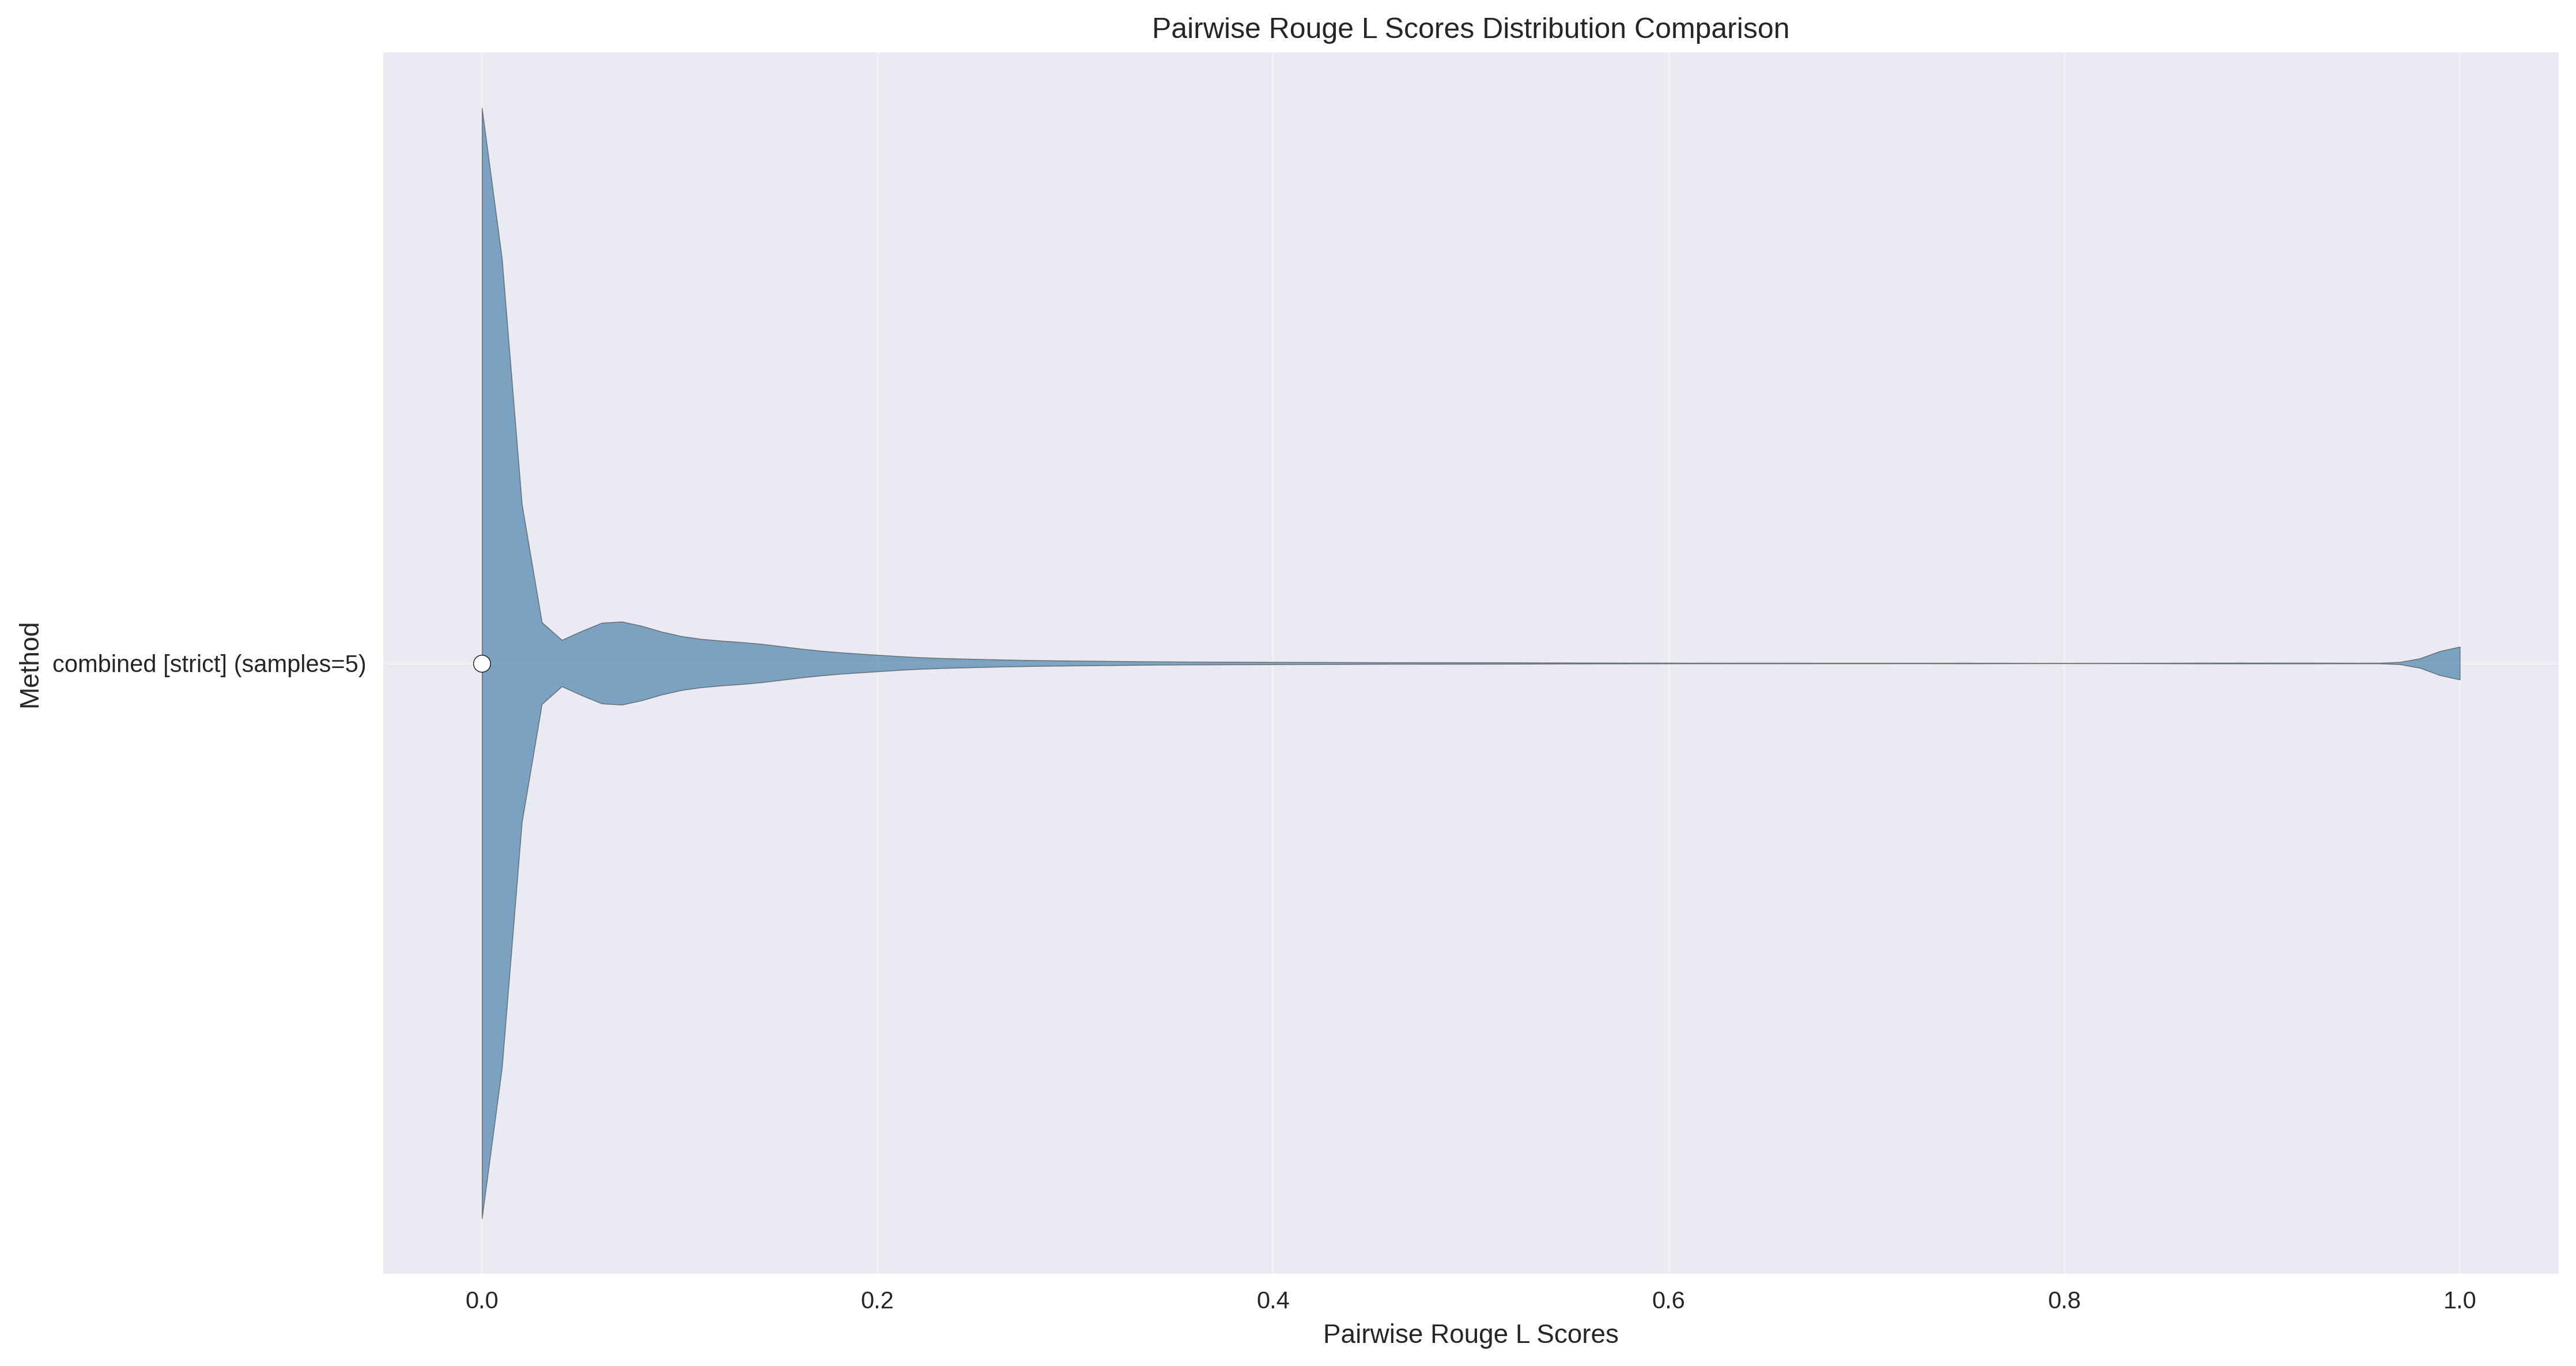 Pairwise Rouge L Scores Distribution Comparison
Method
combined [strict] (samples=5)
0.0 0.2 0.4 0.6 0.8 1.0
Pairwise Rouge L Scores